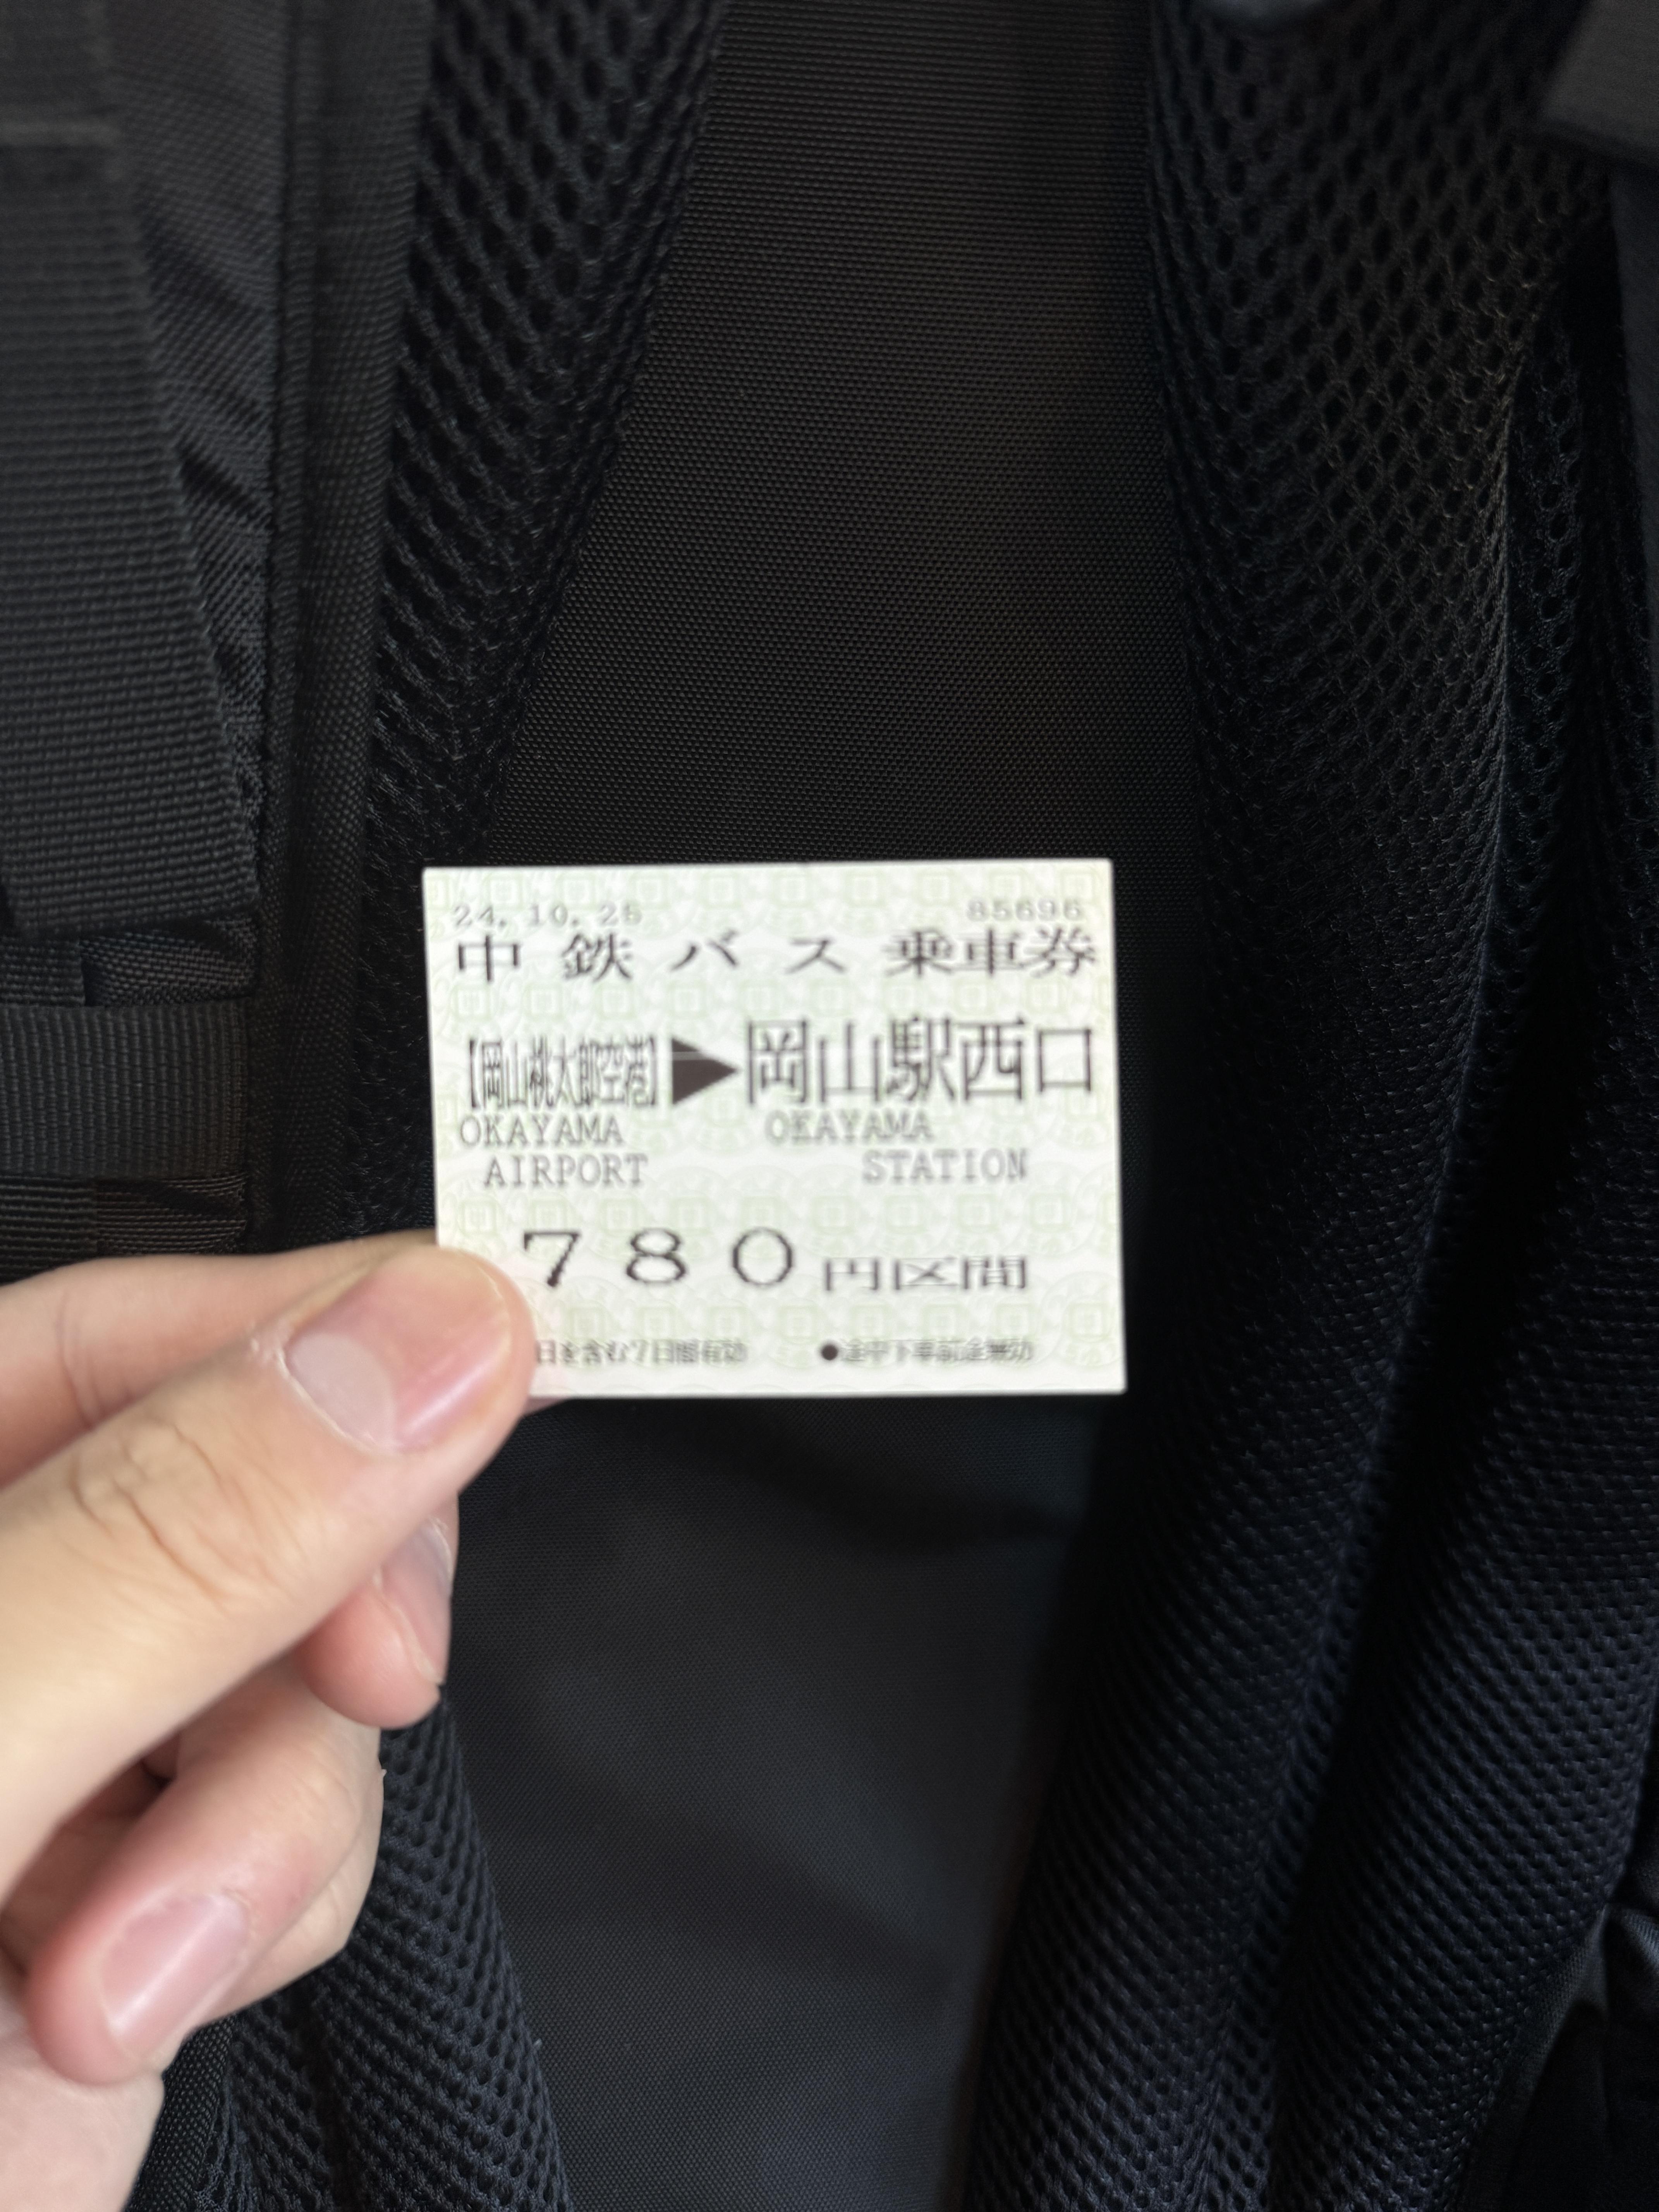 24.10.25 85696
中鉄バス乗車券
【岡山桃太郎空港】▶岡山駅西口
OKAYAMA OKAYAMA
AIRPORT STATION
780円区間
日を含む7日間有効 ●途中下車前途無効